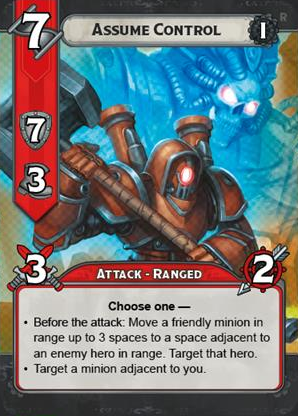 7
ASSUME CONTROL
I
R
7
3
3
ATTACK - RANGED
2
Choose one —
• Before the attack: Move a friendly minion in
range up to 3 spaces to a space adjacent to
an enemy hero in range. Target that hero.
• Target a minion adjacent to you.